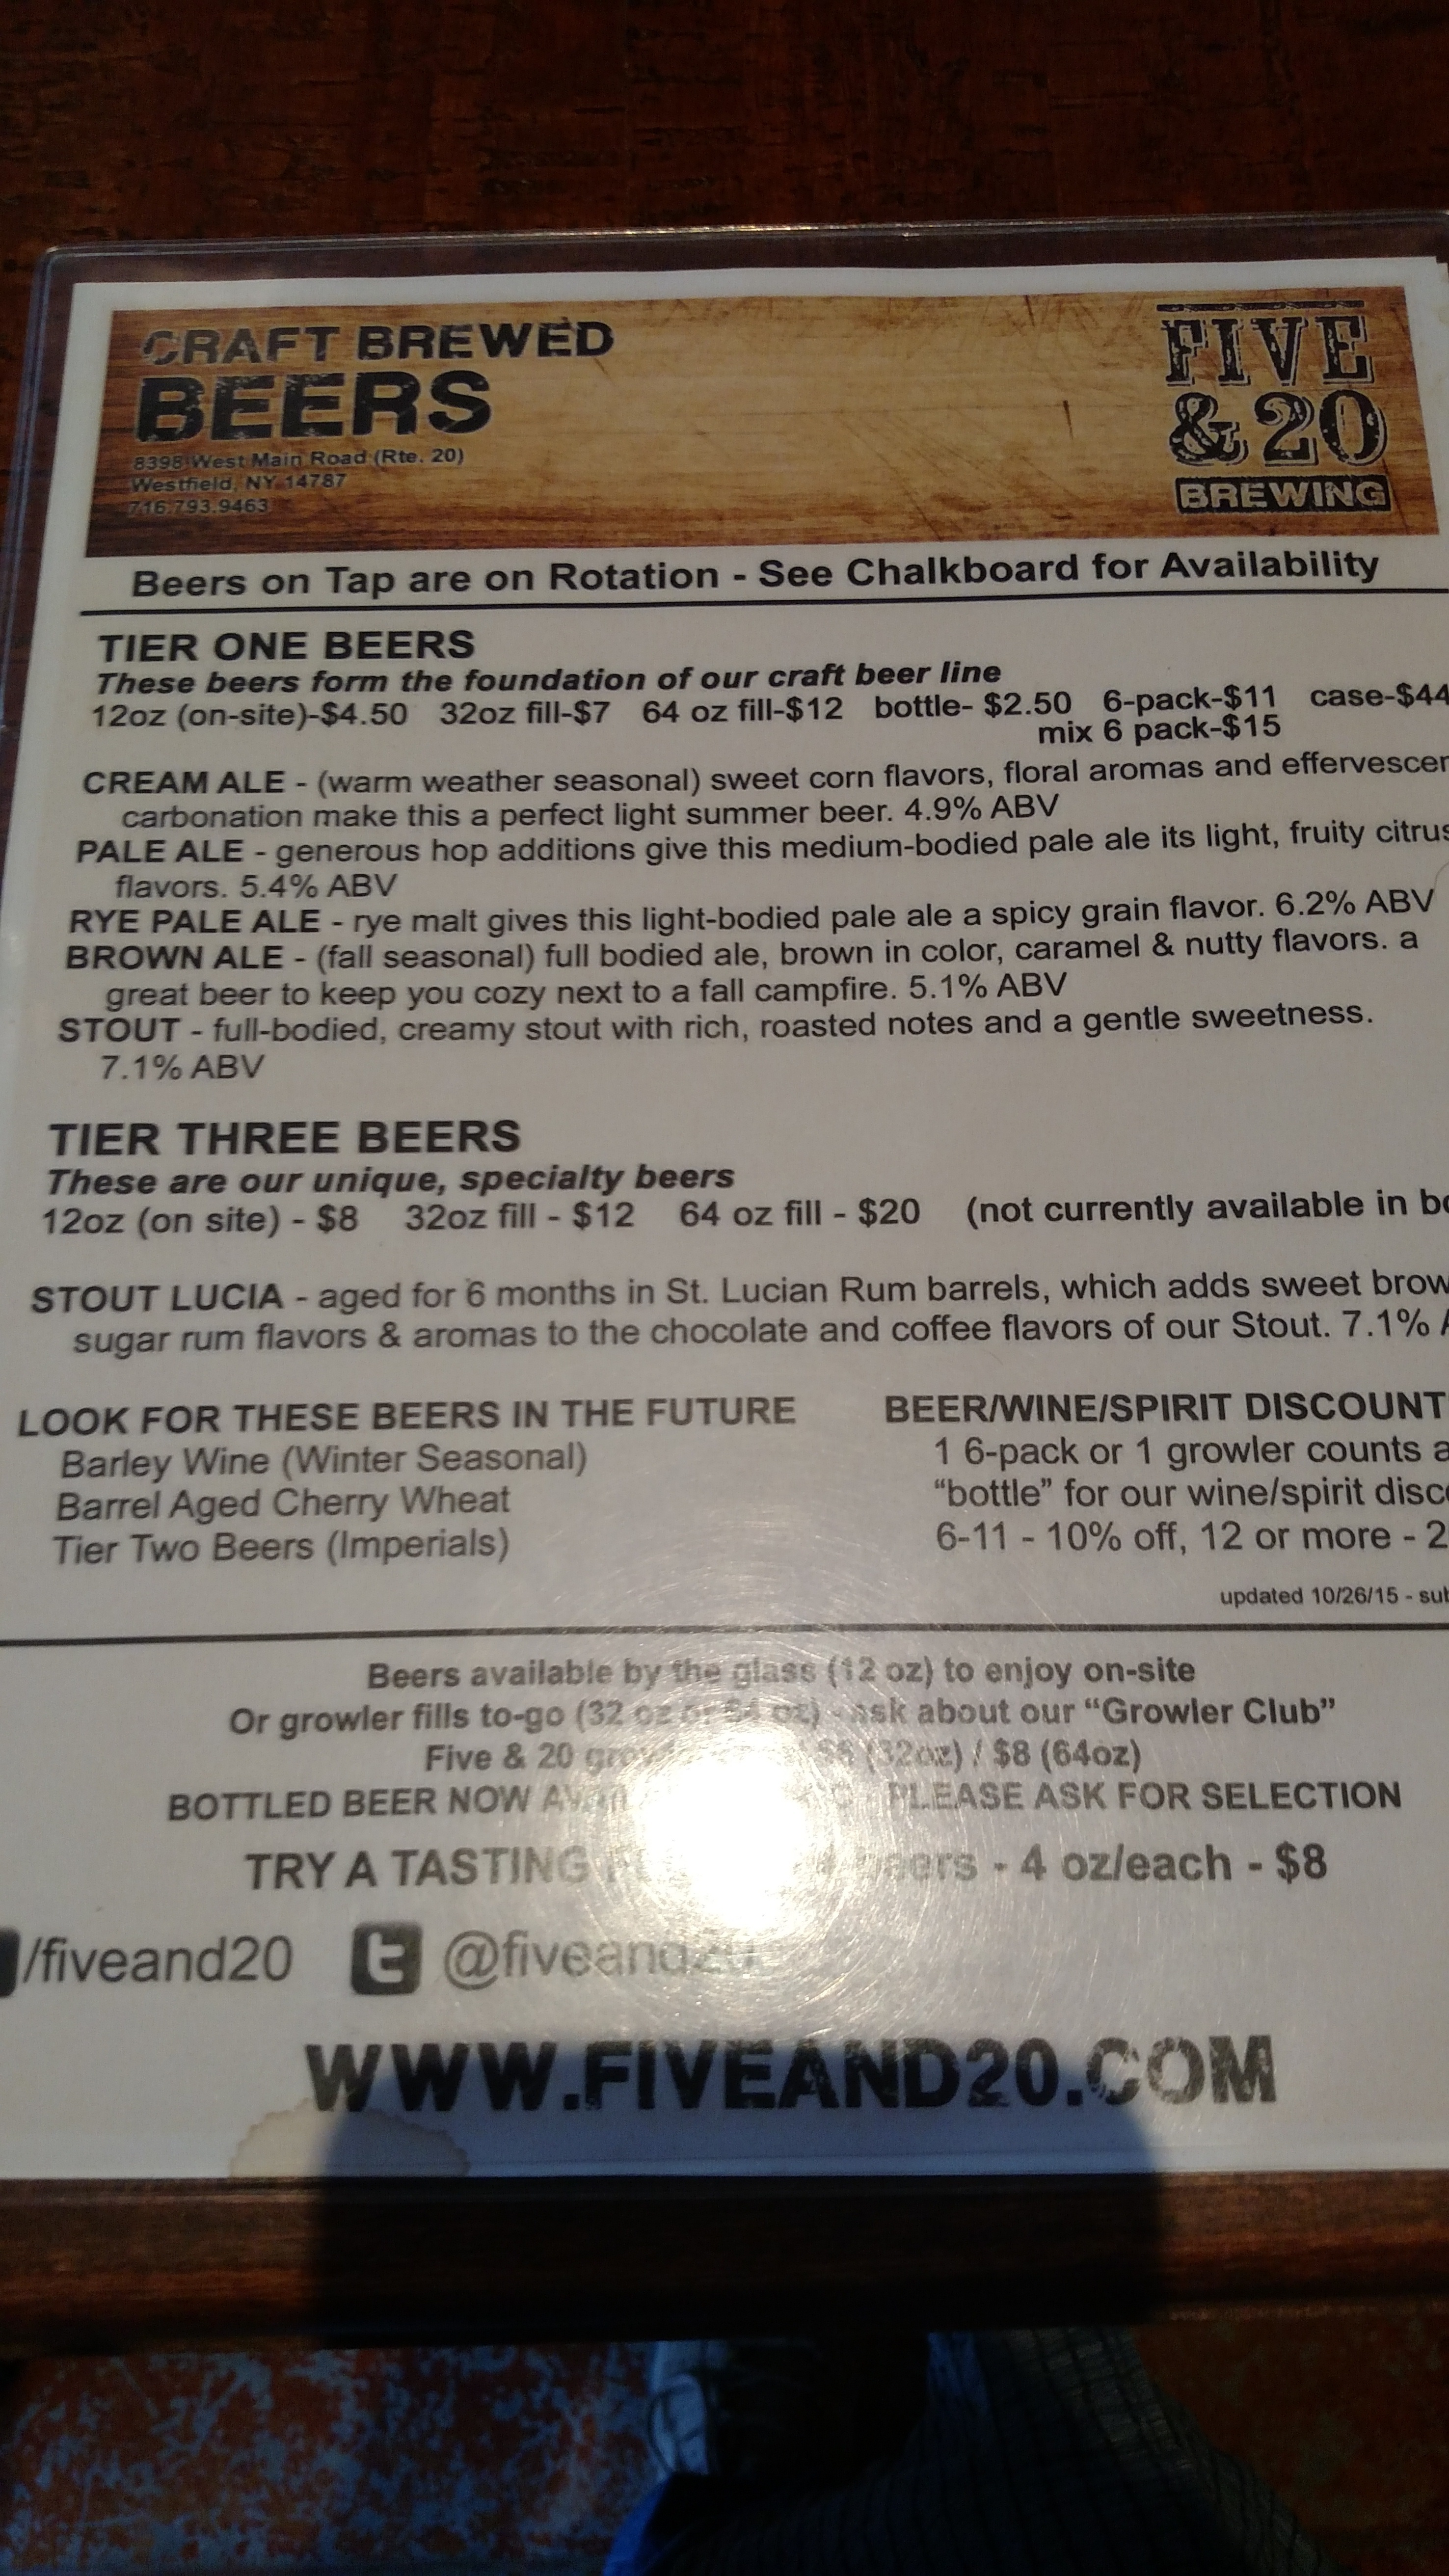 CRAFT BREWED
BEERS
8398 West Main Road (Rte. 20)
Westfield, NY 14787
716.793.9463
FIVE
& 20
BREWING
Beers on Tap are on Rotation - See Chalkboard for Availability
TIER ONE BEERS
These beers form the foundation of our craft beer line
12oz (on-site)-$4.50 32oz fill-$7 64 oz fill-$12 bottle- $2.50 6-pack-$11 case-$44
mix 6 pack-$15
CREAM ALE - (warm weather seasonal) sweet corn flavors, floral aromas and effervescen
carbonation make this a perfect light summer beer. 4.9% ABV
PALE ALE - generous hop additions give this medium-bodied pale ale its light, fruity citrus
flavors. 5.4% ABV
RYE PALE ALE - rye malt gives this light-bodied pale ale a spicy grain flavor. 6.2% ABV
BROWN ALE - (fall seasonal) full bodied ale, brown in color, caramel & nutty flavors. a
great beer to keep you cozy next to a fall campfire. 5.1% ABV
STOUT - full-bodied, creamy stout with rich, roasted notes and a gentle sweetness.
7.1% ABV
TIER THREE BEERS
These are our unique, specialty beers
12oz (on site) - $8 32oz fill - $12 64 oz fill - $20 (not currently available in bo
STOUT LUCIA - aged for 6 months in St. Lucian Rum barrels, which adds sweet brow
sugar rum flavors & aromas to the chocolate and coffee flavors of our Stout. 7.1%
LOOK FOR THESE BEERS IN THE FUTURE
Barley Wine (Winter Seasonal)
Barrel Aged Cherry Wheat
Tier Two Beers (Imperials)
BEER/WINE/SPIRIT DISCOUNT
1 6-pack or 1 growler counts a
"bottle" for our wine/spirit disco
6-11 - 10% off, 12 or more - 2
updated 10/26/15 - sub
Beers available by the glass (12 oz) to enjoy on-site
Or growler fills to-go (32 oz or 64 oz) - ask about our "Growler Club"
Five & 20 (32oz) / $8 (64oz)
BOTTLED BEER NOW PLEASE ASK FOR SELECTION
TRY A TASTING beers - 4 oz/each - $8
/fiveand20 @fiveand20
WWW.FIVEAND20.COM